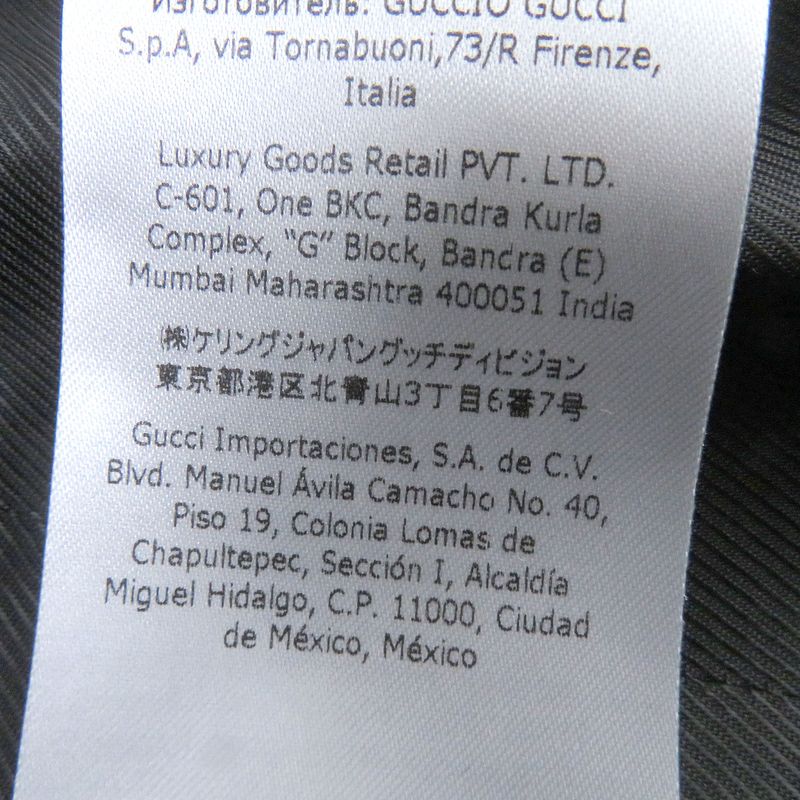 изготовитель: GUCCIO GUCCI
S.p.A, via Tornabuoni,73/R Firenze,
Italia
Luxury Goods Retail PVT. LTD.
C-601, One BKC, Bandra Kurla
Complex, “G” Block, Bandra (E)
Mumbai Maharashtra 400051 India
㈱ケリングジャパングッチディビジョン
東京都港区北青山3丁目6番7号
Gucci Importaciones, S.A. de C.V.
Blvd. Manuel Ávila Camacho No. 40,
Piso 19, Colonia Lomas de
Chapultepec, Sección I, Alcaldía
Miguel Hidalgo, C.P. 11000, Ciudad
de México, México